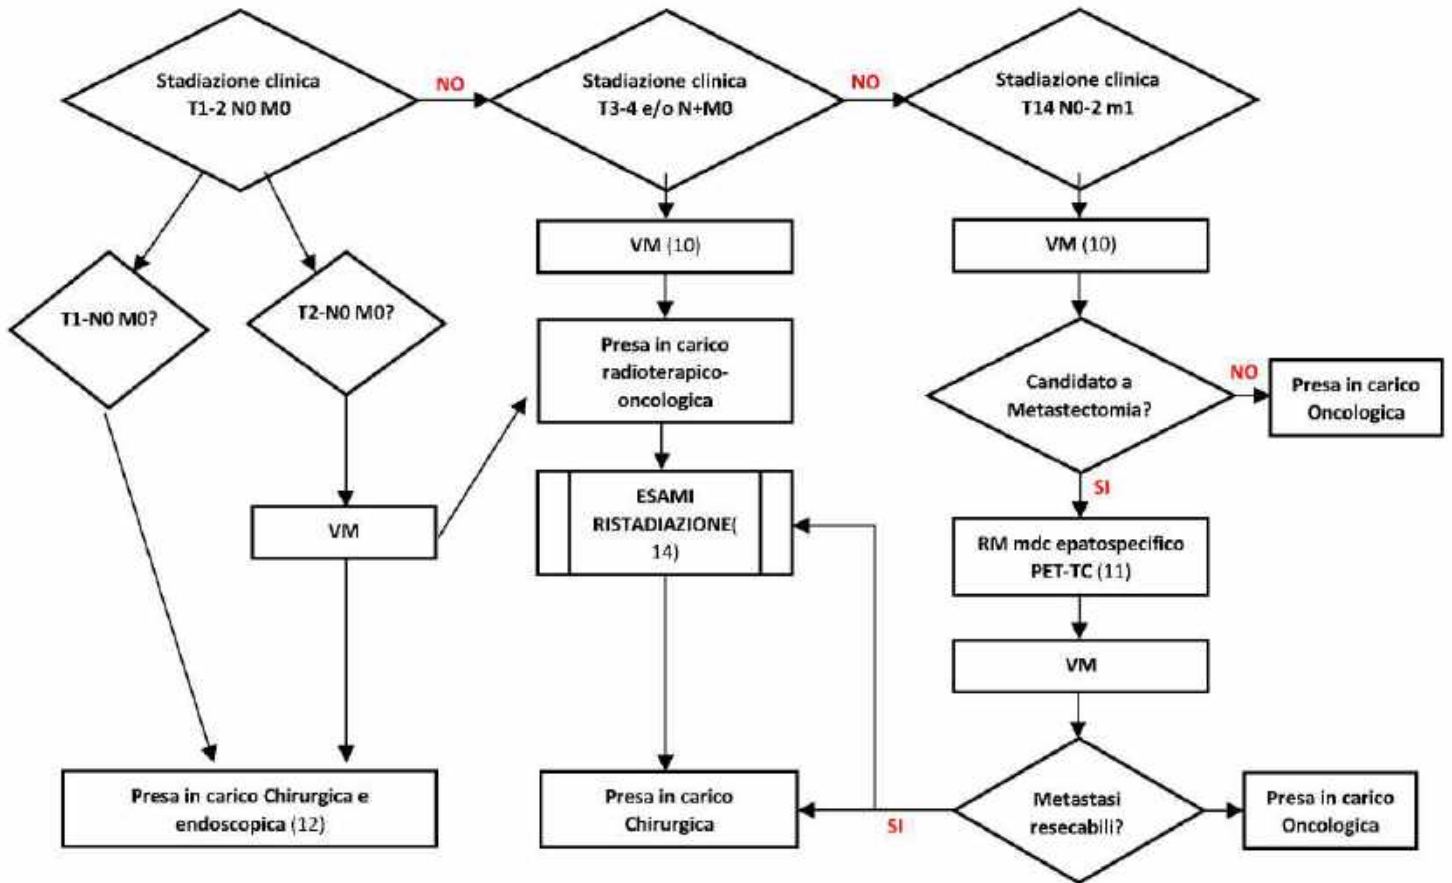 Stadiazione clinica
T1-2 N0 M0
NO
Stadiazione clinica
T3-4 e/o N+M0
NO
Stadiazione clinica
T14 N0-2 m1
T1-N0 M0?
T2-N0 M0?
VM
Presa in carico Chirurgica e
endoscopica (12)
VM (10)
Presa in carico
radioterapico-
oncologica
ESAMI
RISTADIAZIONE(
14)
Presa in carico
Chirurgica
VM (10)
Candidato a
Metastectomia?
NO
Presa in carico
Oncologica
SI
RM mdc epatospecifico
PET-TC (11)
VM
Metastasi
resecabili?
SI
Presa in carico
Oncologica